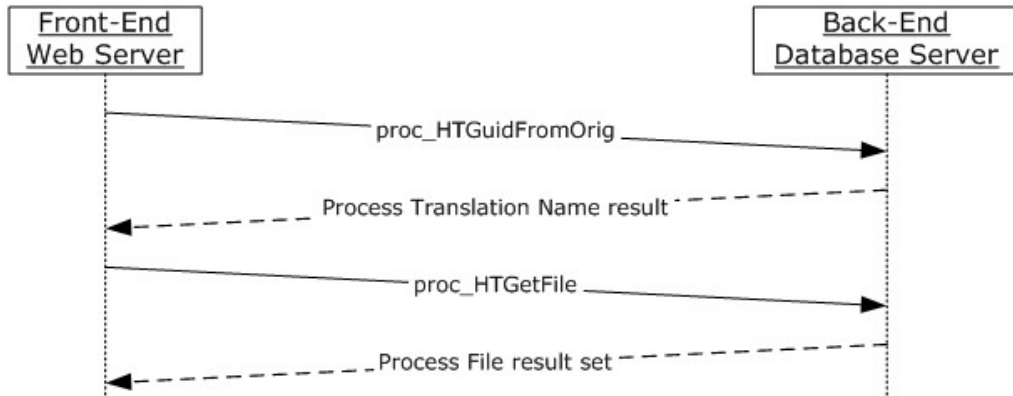 Front-End
Web Server
Back-End
Database Server
proc_HTGuidFromOrig
Process Translation Name result
proc_HTGetFile
Process File result set